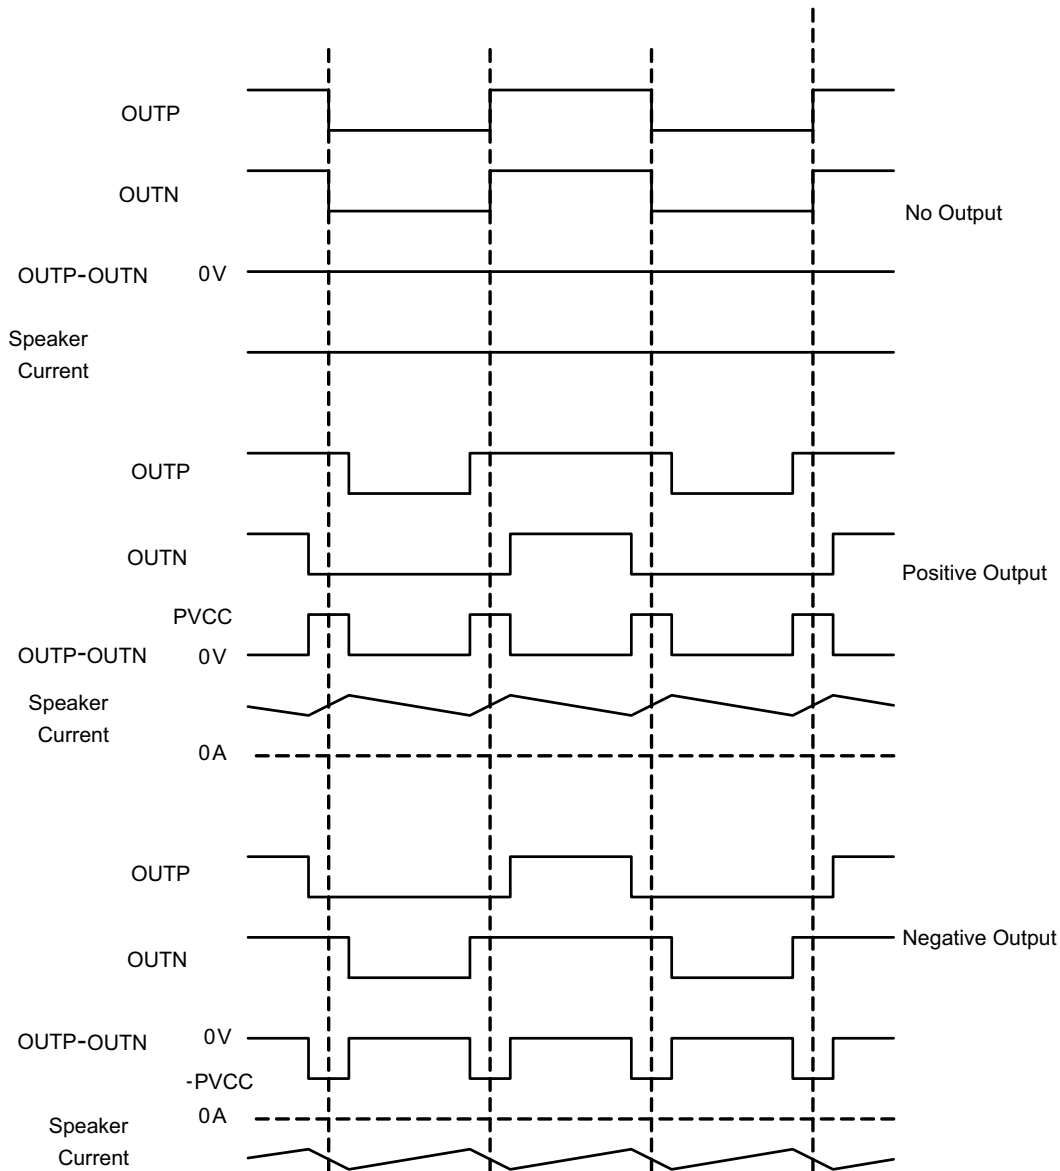 OUTP
OUTN
No Output
OUTP-OUTN 0V
Speaker
Current
OUTP
OUTN
Positive Output
PVCC
OUTP-OUTN 0V
Speaker
Current
0A
OUTP
Negative Output
OUTN
OUTP-OUTN 0V
-PVCC
0A
Speaker
Current